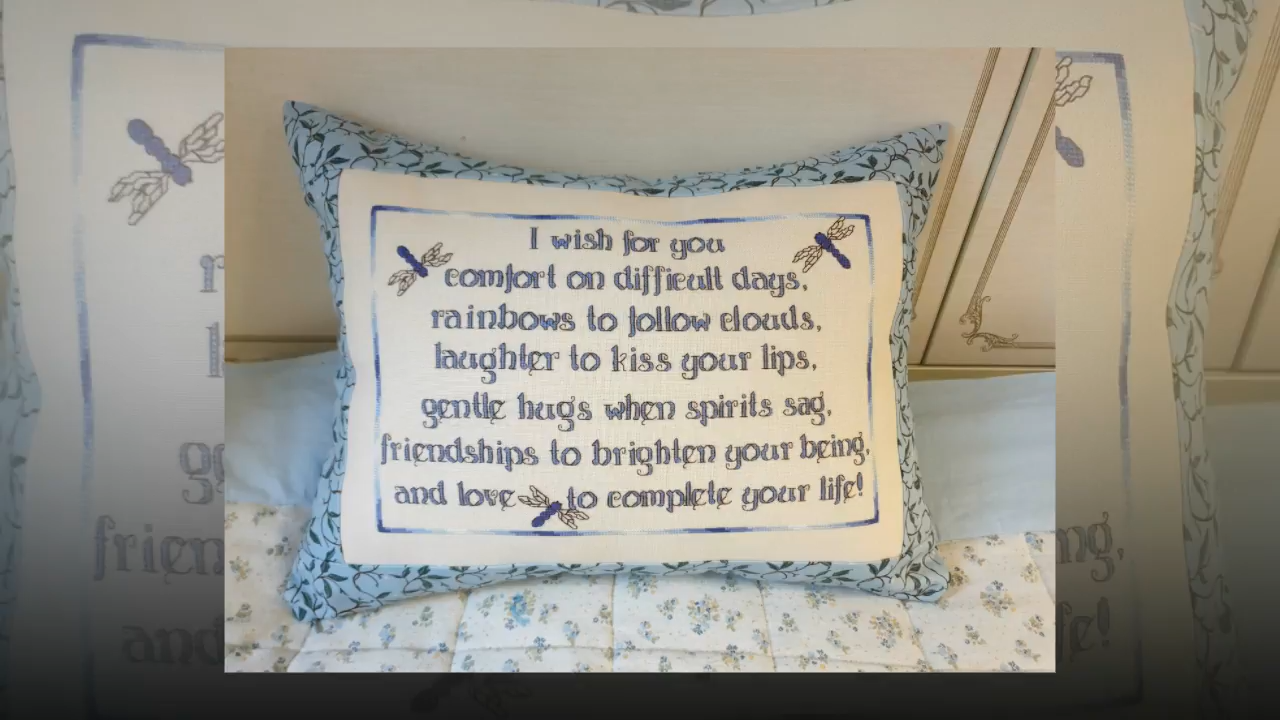 I wish for you
comfort on difficult days,
rainbows to follow clouds,
laughter to kiss your lips,
gentle hugs when spirits sag,
friendships to brighten your being,
and love to complete your life!